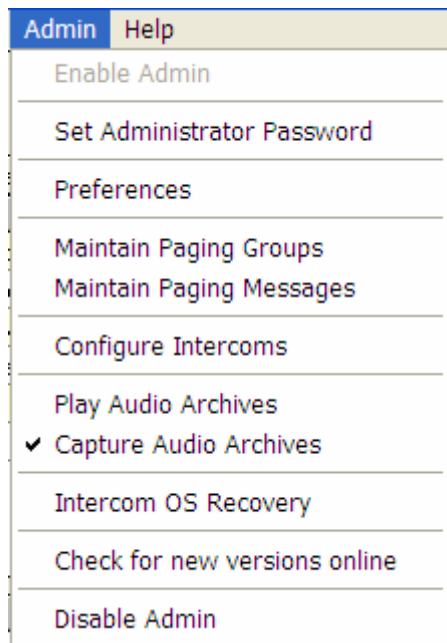 Admin Help
Enable Admin
Set Administrator Password
Preferences
Maintain Paging Groups
Maintain Paging Messages
Configure Intercoms
Play Audio Archives
Capture Audio Archives
Intercom OS Recovery
Check for new versions online
Disable Admin